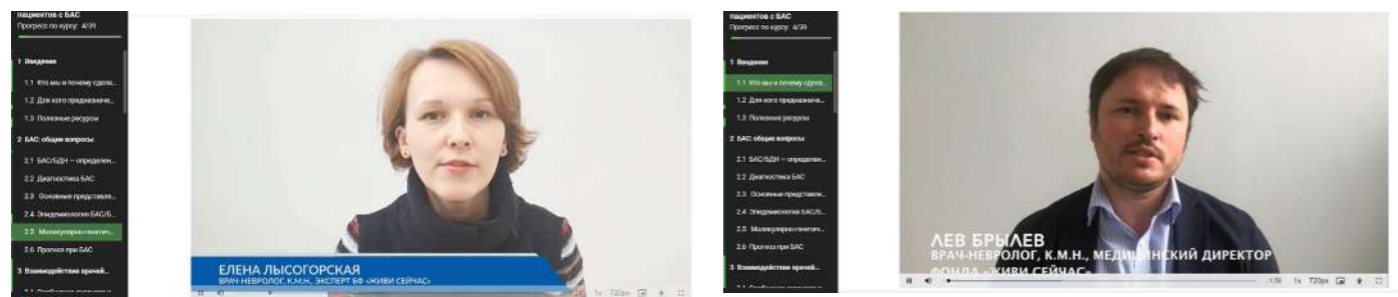 пациентов с БАС
Прогресс по курсу: 4/39
1 Введение
1.1 Кто мы и почему сдела...
1.2 Для кого предназначе...
1.3 Полезные ресурсы
2 БАС: общие вопросы
2.1 БАС/БДН — определен...
2.2 Диагностика БАС
2.3 Основные представле...
2.4 Эпидемиология БАС/Б...
2.5 Молекулярно-генетич...
2.6 Прогноз при БАС
3 Взаимодействие врачей...
ЕЛЕНА ЛЫСОГОРСКАЯ
ВРАЧ-НЕВРОЛОГ, К.М.Н., ЭКСПЕРТ БФ «ЖИВИ СЕЙЧАС»
1x 720px
пациентов с БАС
Прогресс по курсу: 4/39
1 Введение
1.1 Кто мы и почему сдела...
1.2 Для кого предназначе...
1.3 Полезные ресурсы
2 БАС: общие вопросы
2.1 БАС/БДН — определен...
2.2 Диагностика БАС
2.3 Основные представле...
2.4 Эпидемиология БАС/Б...
2.5 Молекулярно-генетич...
2.6 Прогноз при БАС
3 Взаимодействие врачей...
ЛЕВ БРЫЛЕВ
ВРАЧ-НЕВРОЛОГ, К.М.Н., МЕДИЦИНСКИЙ ДИРЕКТОР
ФОНДА «ЖИВИ СЕЙЧАС»
1x 720px